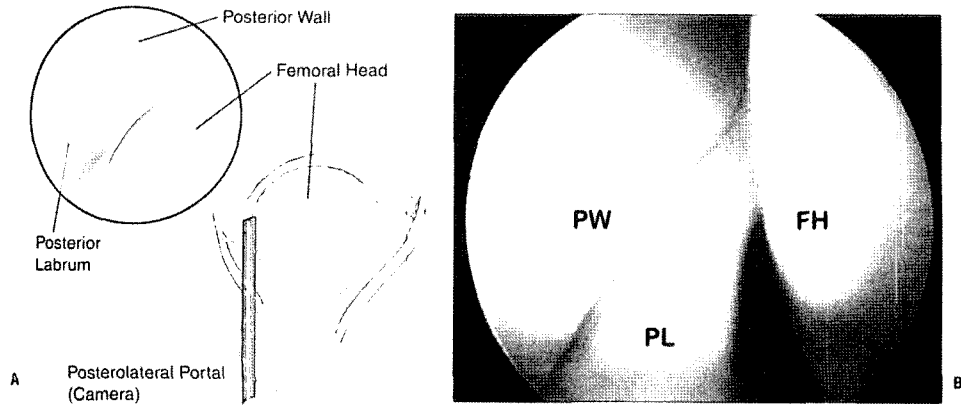 Posterior Wall
Femoral Head
Posterior
Labrum
Posterolateral Portal
(Camera)
A
PW
FH
PL
B